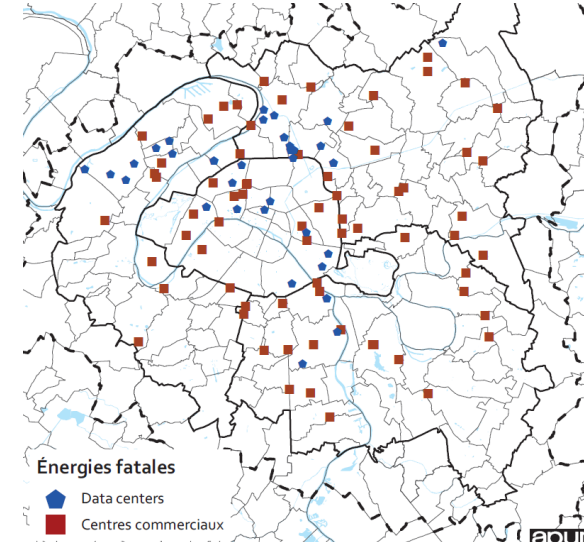 Énergies fatales
Data centers
Centres commerciaux
apur